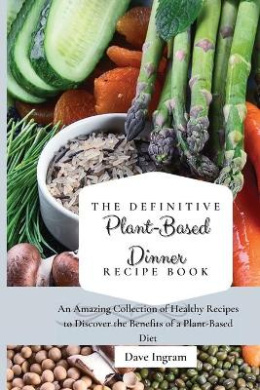 THE DEFINITIVE
Plant-Based
Dinner
RECIPE BOOK
An Amazing Collection of Healthy Recipes
to Discover the Benefits of a Plant-Based
Diet
Dave Ingram